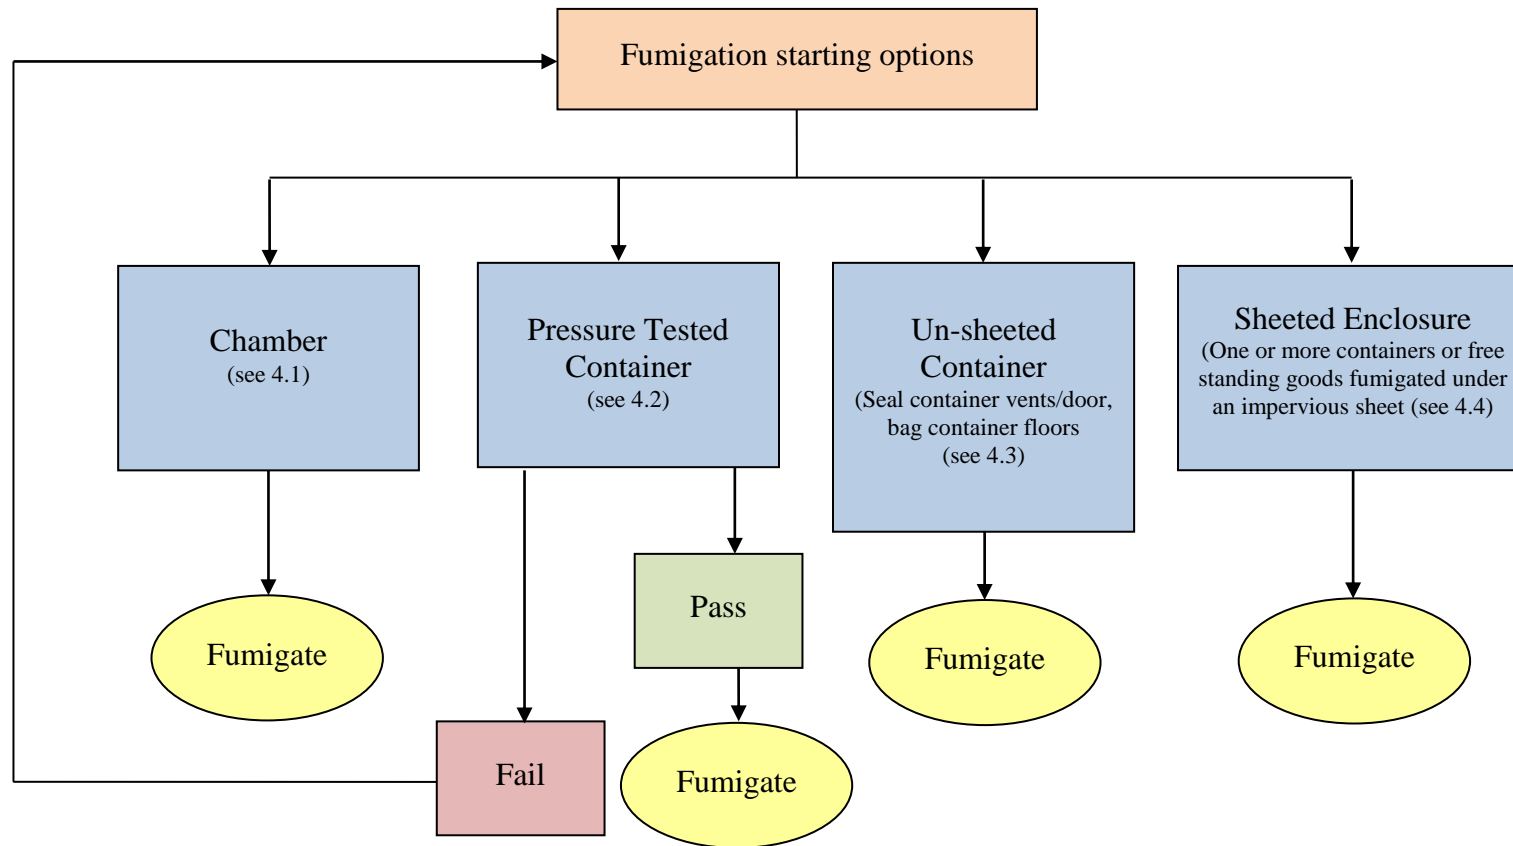 Fumigation starting options
Chamber
(see 4.1)
Pressure Tested
Container
(see 4.2)
Un-sheeted
Container
(Seal container vents/door,
bag container floors
(see 4.3)
Sheeted Enclosure
(One or more containers or free
standing goods fumigated under
an impervious sheet (see 4.4)
Pass
Fumigate
Fumigate
Fumigate
Fail
Fumigate